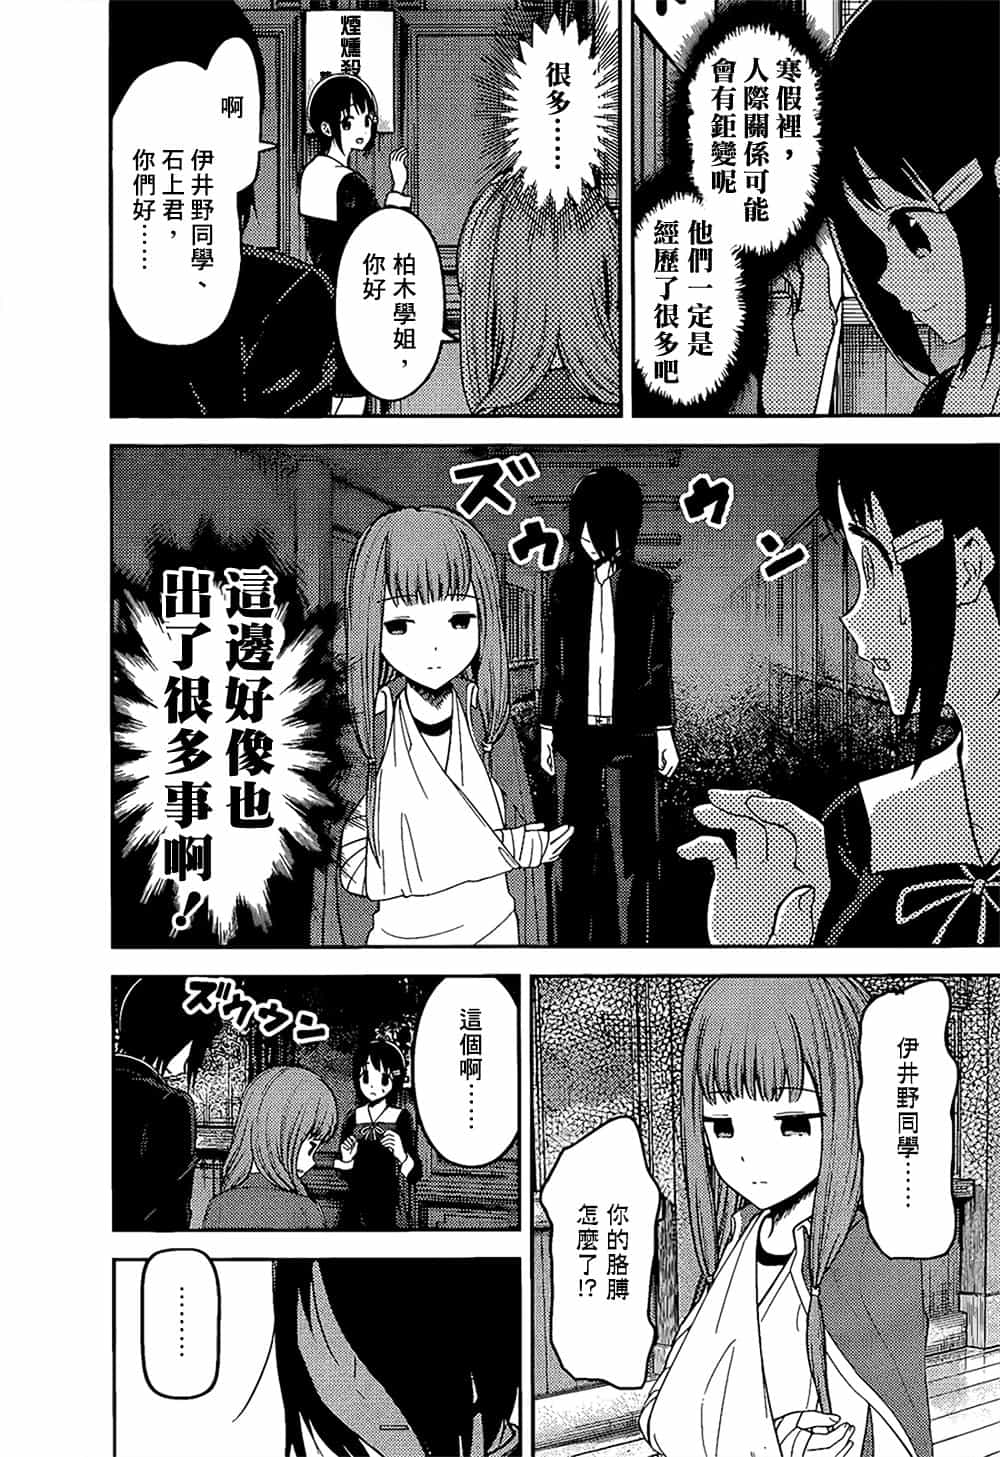 寒假裡，
人際關係可能
會有鉅變呢
他們一定是
經歷了很多吧
很多……
煙燻殺
柏木學姐，
你好
啊
伊井野同學、
石上君，
你們好……
ズウウン
這邊好像也
出了很多事啊！
伊井野同學……
你的胳膊
怎麼了!?
這個啊……
ズウウン
……